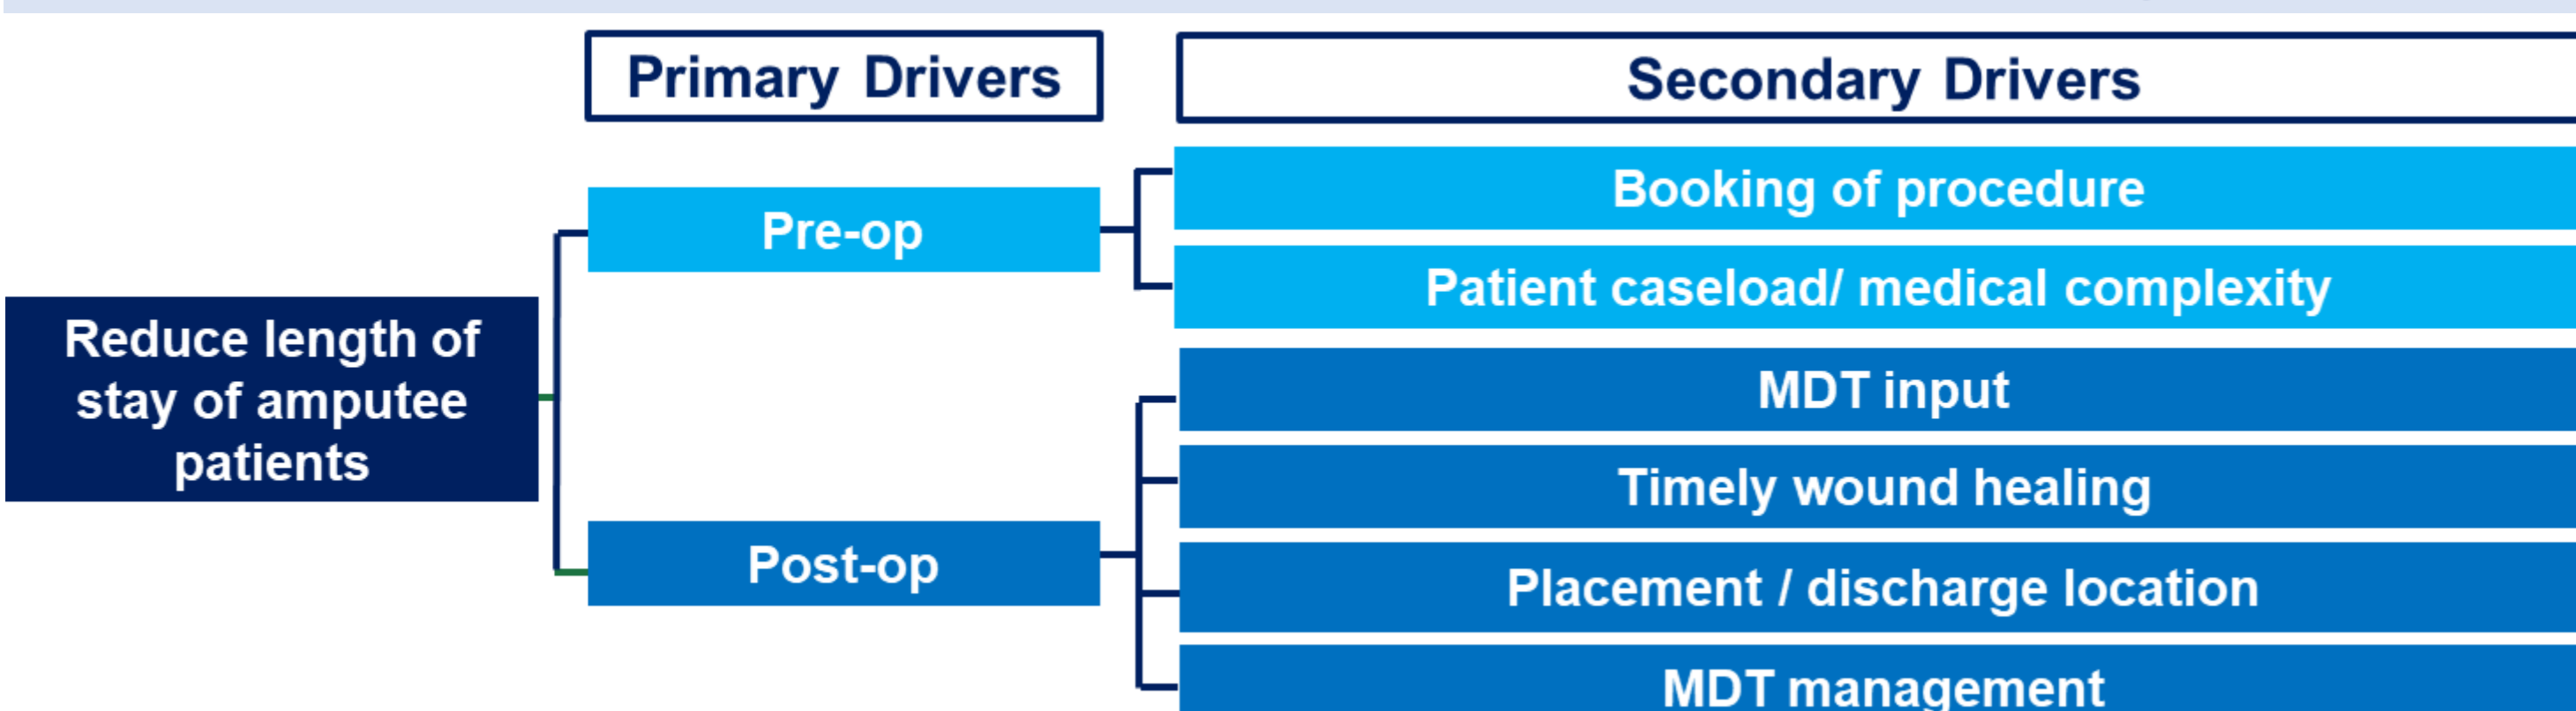 Primary Drivers
Secondary Drivers
Booking of procedure
Pre-op
Patient caseload/ medical complexity
Reduce length of
stay of amputee
patients
MDT input
Timely wound healing
Post-op
Placement / discharge location
MDT management